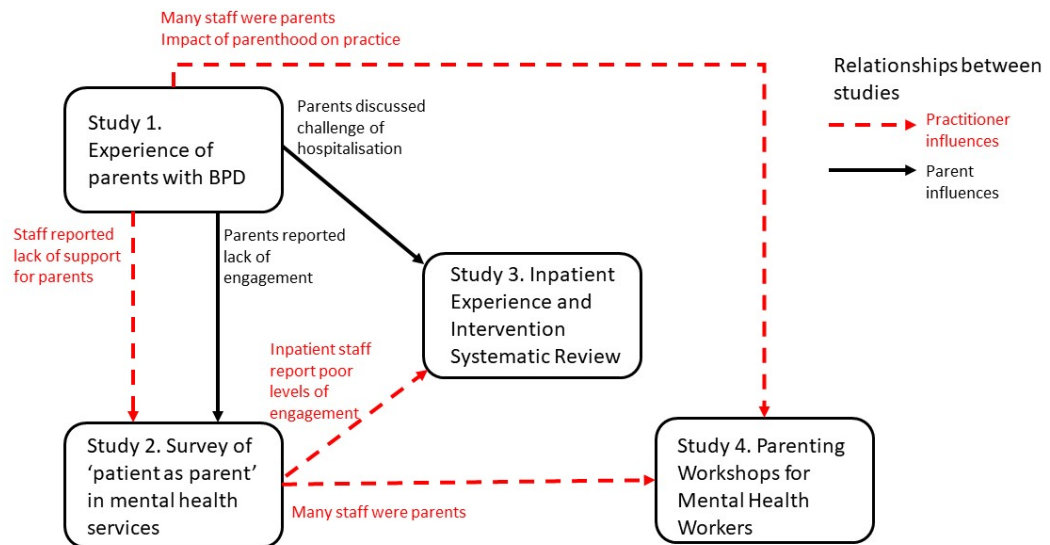 Many staff were parents
Impact of parenthood on practice
Relationships between
studies
Practitioner
influences
Parent
influences
Study 1.
Experience of
parents with BPD
Parents discussed
challenge of
hospitalisation
Staff reported
lack of support
for parents
Parents reported
lack of
engagement
Study 3. Inpatient
Experience and
Intervention
Systematic Review
Inpatient staff
report poor
levels of
engagement
Study 2. Survey of
‘patient as parent’
in mental health
services
Many staff were parents
Study 4. Parenting
Workshops for
Mental Health
Workers